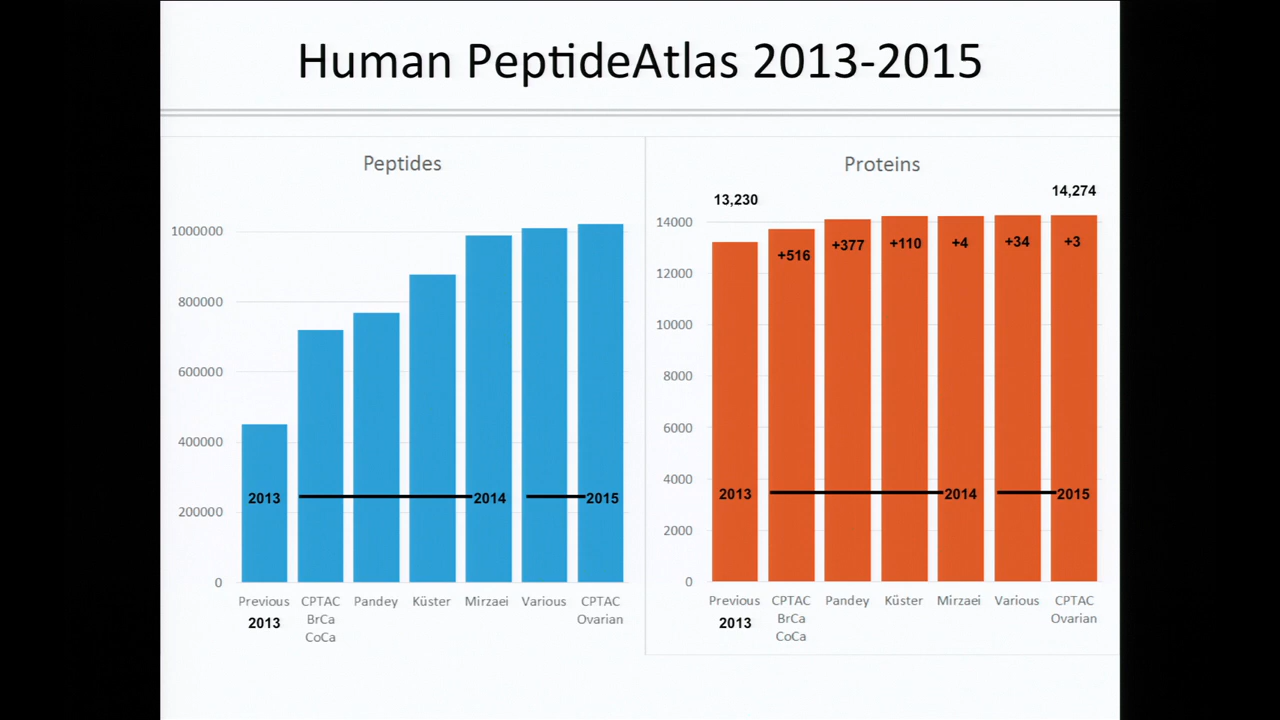 Human PeptideAtlas 2013-2015
Peptides
1000000
800000
600000
400000
200000
0
2013
2014
2015
Previous
2013
CPTAC
BrCa
CoCa
Pandey
Küster
Mirzaei
Various
CPTAC
Ovarian
Proteins
13,230
14,274
14000
12000
10000
8000
6000
4000
2000
0
+516
+377
+110
+4
+34
+3
2013
2014
2015
Previous
2013
CPTAC
BrCa
CoCa
Pandey
Küster
Mirzaei
Various
CPTAC
Ovarian